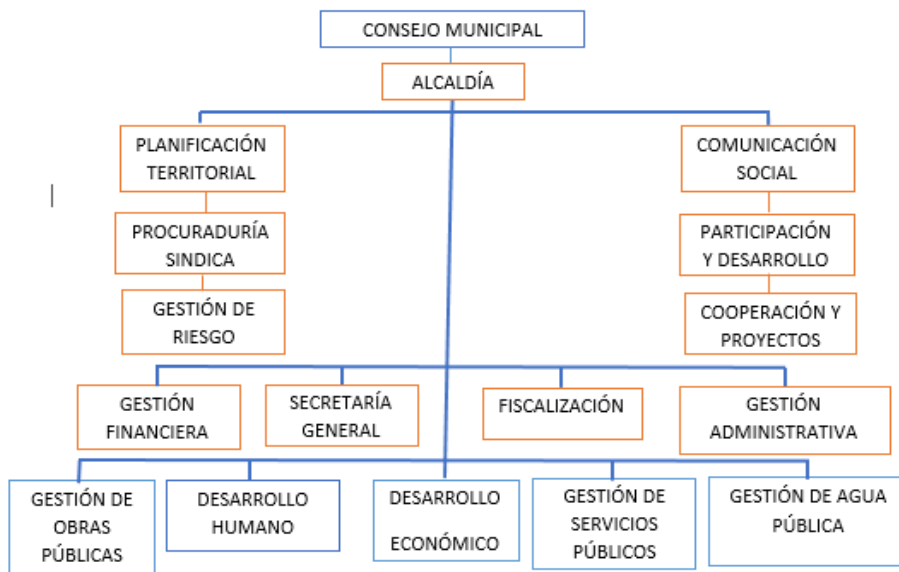 CONSEJO MUNICIPAL
ALCALDÍA
PLANIFICACIÓN
TERRITORIAL
COMUNICACIÓN
SOCIAL
PROCURADURÍA
SINDICA
PARTICIPACIÓN
Y DESARROLLO
GESTIÓN DE
RIESGO
COOPERACIÓN Y
PROYECTOS
GESTIÓN
FINANCIERA
SECRETARÍA
GENERAL
FISCALIZACIÓN
GESTIÓN
ADMINISTRATIVA
GESTIÓN DE
OBRAS
PÚBLICAS
DESARROLLO
HUMANO
DESARROLLO
ECONÓMICO
GESTIÓN DE
SERVICIOS
PÚBLICOS
GESTIÓN DE AGUA
PÚBLICA